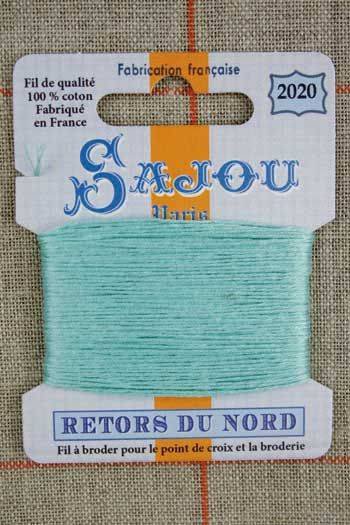 Fabrication française
Fil de qualité
100 % coton
Fabriqué
en France
2020
SAJOU
Paris
RETORS DU NORD
Fil à broder pour le point de croix et la broderie